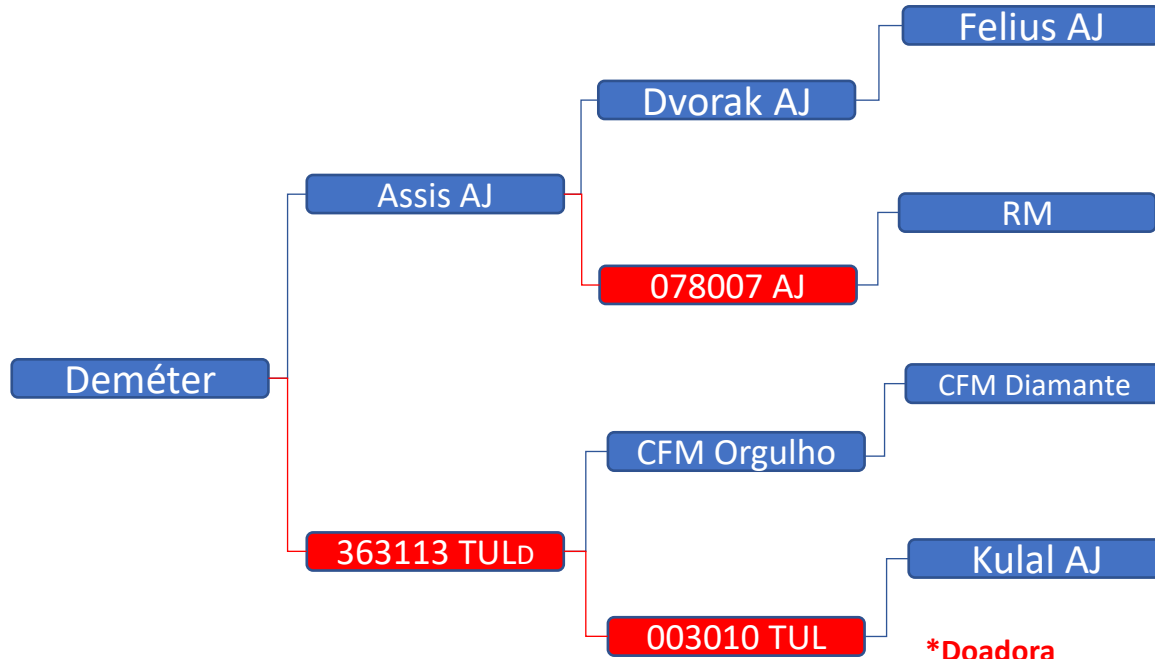 Felius AJ
Dvorak AJ
Assis AJ
RM
078007 AJ
Deméter
CFM Diamante
CFM Orgulho
363113 TULD
Kulal AJ
003010 TUL
*Doadora